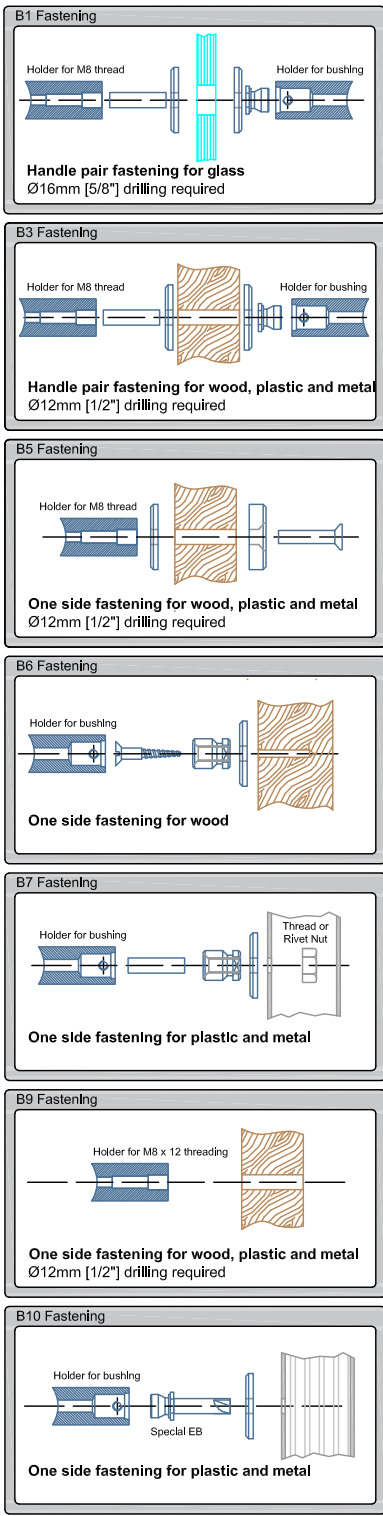 B1 Fastening
Holder for M8 thread
Holder for bushing
Handle pair fastening for glass
Ø16mm [5/8"] drilling required
B3 Fastening
Holder for M8 thread
Holder for bushing
Handle pair fastening for wood, plastic and metal
Ø12mm [1/2"] drilling required
B5 Fastening
Holder for M8 thread
One side fastening for wood, plastic and metal
Ø12mm [1/2"] drilling required
B6 Fastening
Holder for bushing
One side fastening for wood
B7 Fastening
Holder for bushing
Thread or
Rivet Nut
One side fastening for plastic and metal
B9 Fastening
Holder for M8 x 12 threading
One side fastening for wood, plastic and metal
Ø12mm [1/2"] drilling required
B10 Fastening
Holder for bushing
Special EB
One side fastening for plastic and metal